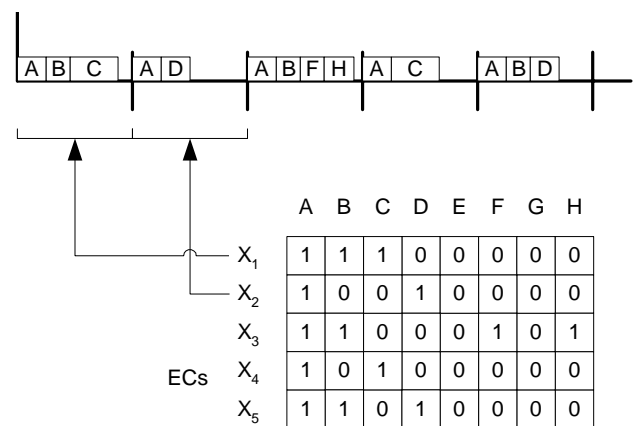 A B C A D A B F H A C A B D
A B C D E F G H
X₁ 1 1 1 0 0 0 0 0
X₂ 1 0 0 1 0 0 0 0
X₃ 1 1 0 0 0 1 0 1
ECs X₄ 1 0 1 0 0 0 0 0
X₅ 1 1 0 1 0 0 0 0